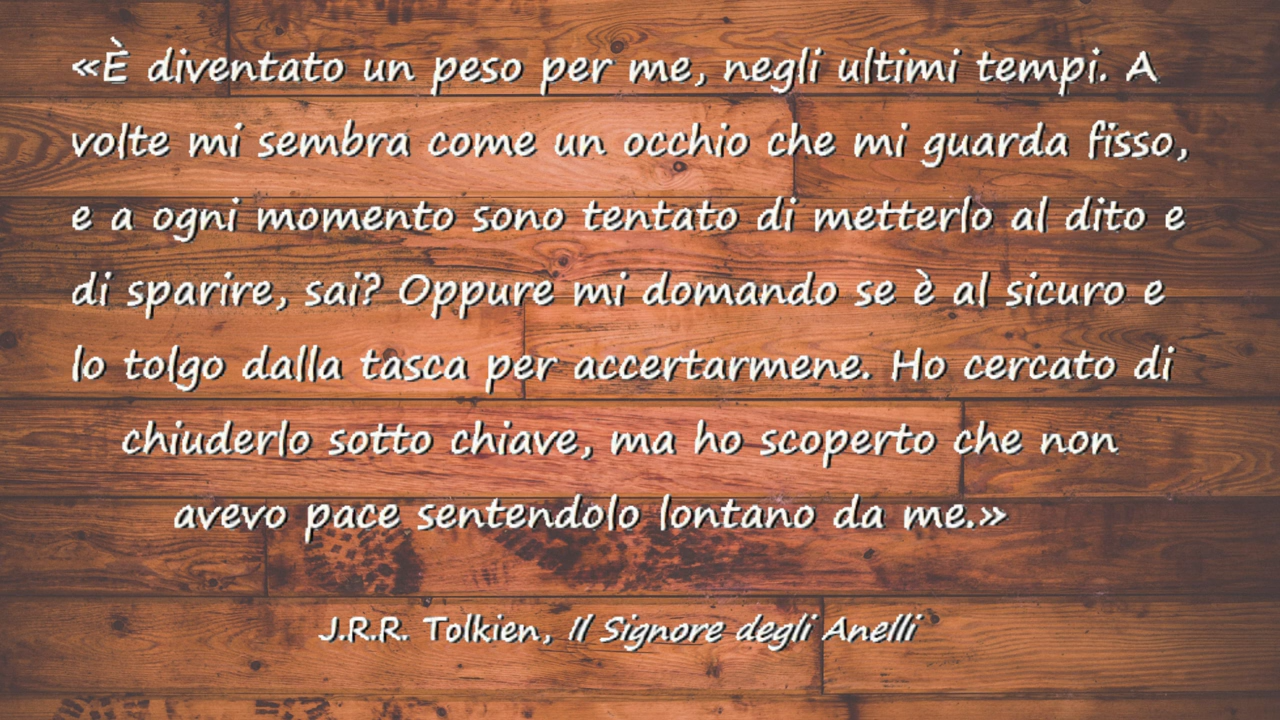 «È diventato un peso per me, negli ultimi tempi. A
volte mi sembra come un occhio che mi guarda fisso,
e a ogni momento sono tentato di metterlo al dito e
di sparire, sai? Oppure mi domando se è al sicuro e
lo tolgo dalla tasca per accertarmene. Ho cercato di
chiuderlo sotto chiave, ma ho scoperto che non
avevo pace sentendolo lontano da me.»
J.R.R. Tolkien, Il Signore degli Anelli